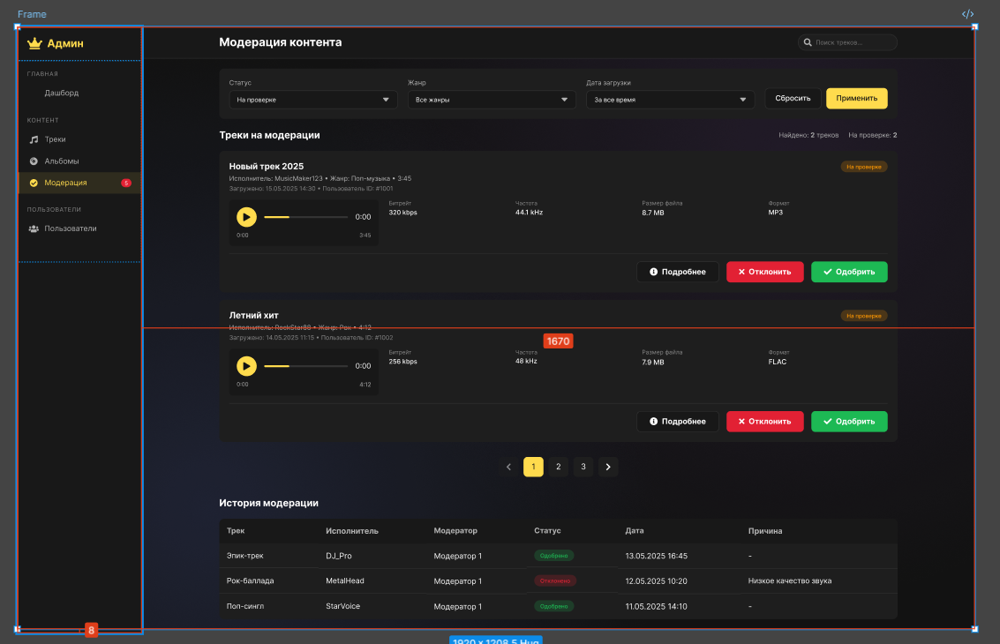 Frame
</>
Админ
Модерация контента
Поиск треков...
ГЛАВНАЯ
Дашборд
КОНТЕНТ
Треки
Альбомы
Модерация 5
ПОЛЬЗОВАТЕЛИ
Пользователи
Статус Жанр Дата загрузки
На проверке Все жанры За все время Сбросить Применить
Треки на модерации Найдено: 2 треков На проверке: 2
Новый трек 2025 На проверке
Исполнитель: MusicMaker123 • Жанр: Поп-музыка • 3:45
Загружено: 15.05.2025 14:30 • Пользователь ID: #1001
Битрейт Частота Размер файла Формат
320 kbps 44.1 kHz 8.7 MB MP3
0:00
0:00 3:45
Подробнее Отклонить Одобрить
Летний хит На проверке
Исполнитель: RockStar88 • Жанр: Рок • 4:12
Загружено: 14.05.2025 11:15 • Пользователь ID: #1002
1670
Битрейт Частота Размер файла Формат
256 kbps 48 kHz 7.9 MB FLAC
0:00
0:00 4:12
Подробнее Отклонить Одобрить
1 2 3
История модерации
Трек Исполнитель Модератор Статус Дата Причина
Эпик-трек DJ_Pro Модератор 1 Одобрено 13.05.2025 16:45 -
Рок-баллада MetalHead Модератор 1 Отклонено 12.05.2025 10:20 Низкое качество звука
Поп-сингл StarVoice Модератор 1 Одобрено 11.05.2025 14:10 -
8
1920 × 1208.5 Hug